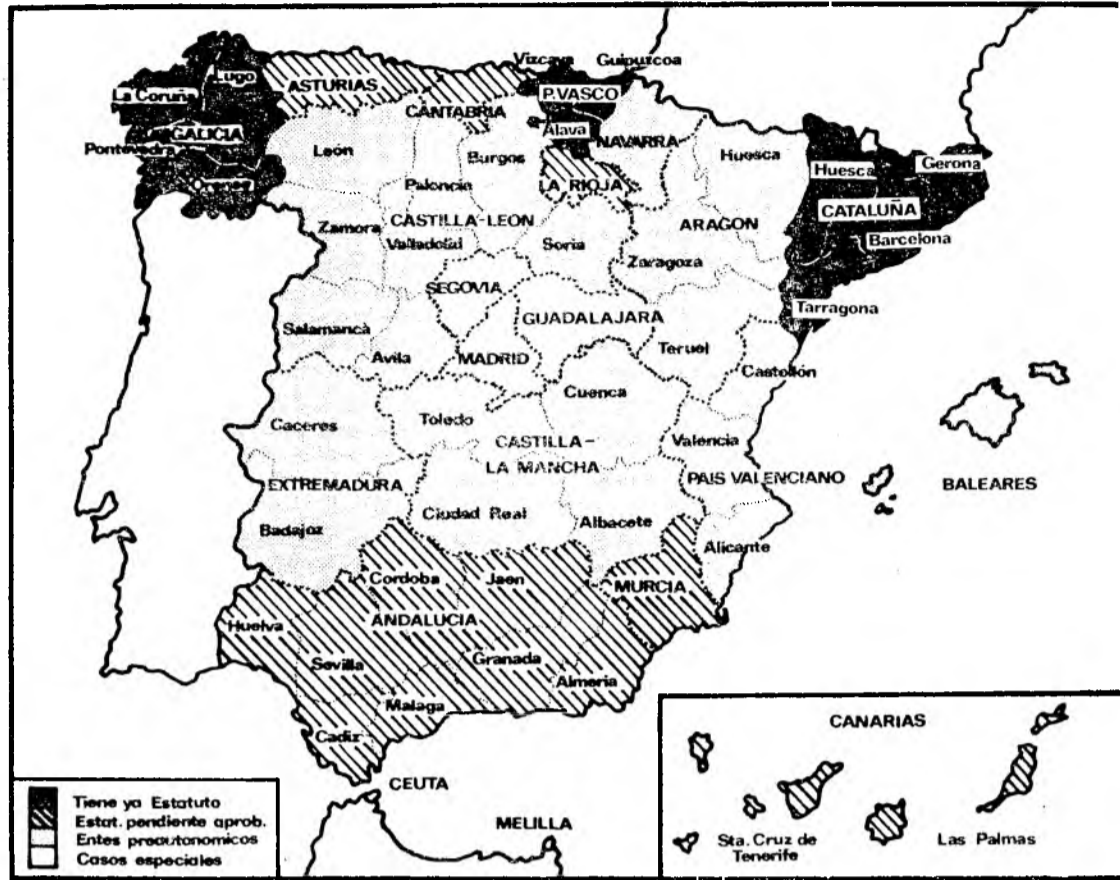 Vizcaya
Guipuzcoa
Lugo
ASTURIAS
La Coruña
CANTABRIA
P.VASCO
GALICIA
Alava
NAVARRA
Pontevedra
León
Burgos
Huesca
Huesca
Gerona
Orense
Palencia
LA RIOJA
CATALUÑA
Zamora
CASTILLA-LEON
ARAGON
Valladolid
Soria
Barcelona
Zaragoza
SEGOVIA
Tarragona
Salamanca
GUADALAJARA
Avila
MADRID
Teruel
Castellón
Cuenca
Caceres
Toledo
CASTILLA-
LA MANCHA
Valencia
EXTREMADURA
PAIS VALENCIANO
BALEARES
Badajoz
Ciudad Real
Albacete
Alicante
Cordoba
Jaen
MURCIA
Huelva
ANDALUCIA
Sevilla
Granada
Almeria
Malaga
Cadiz
CEUTA
MELILLA
CANARIAS
Sta. Cruz de
Tenerife
Las Palmas
Tiene ya Estatuto
Estat. pendiente aprob.
Entes preautonomicos
Casos especiales